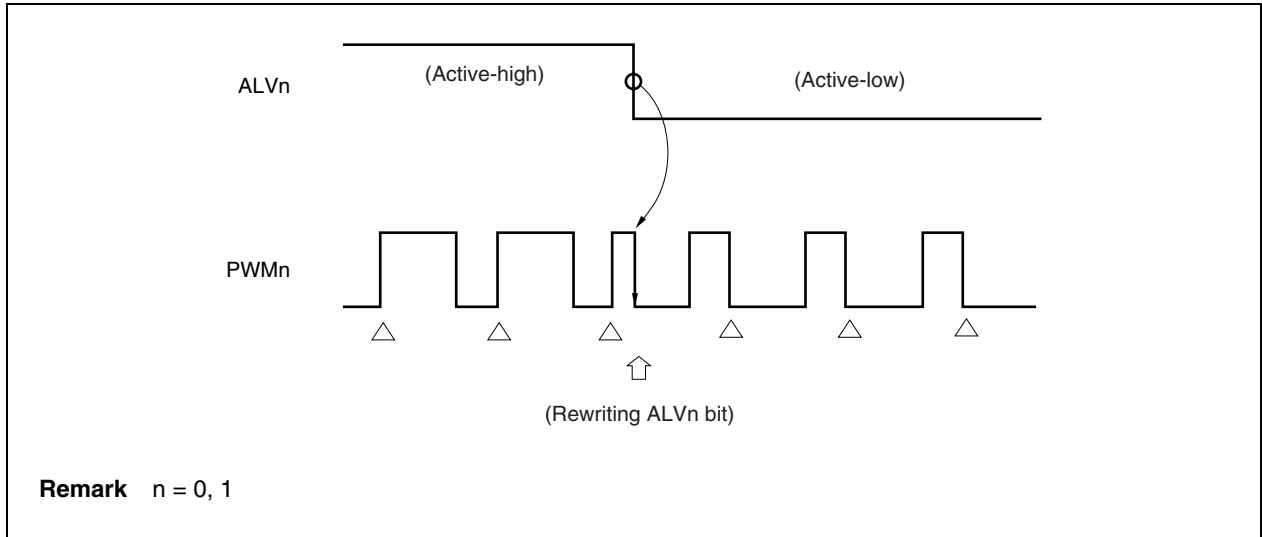 ALVn
(Active-high)
(Active-low)
PWMn
(Rewriting ALVn bit)
Remark n = 0, 1